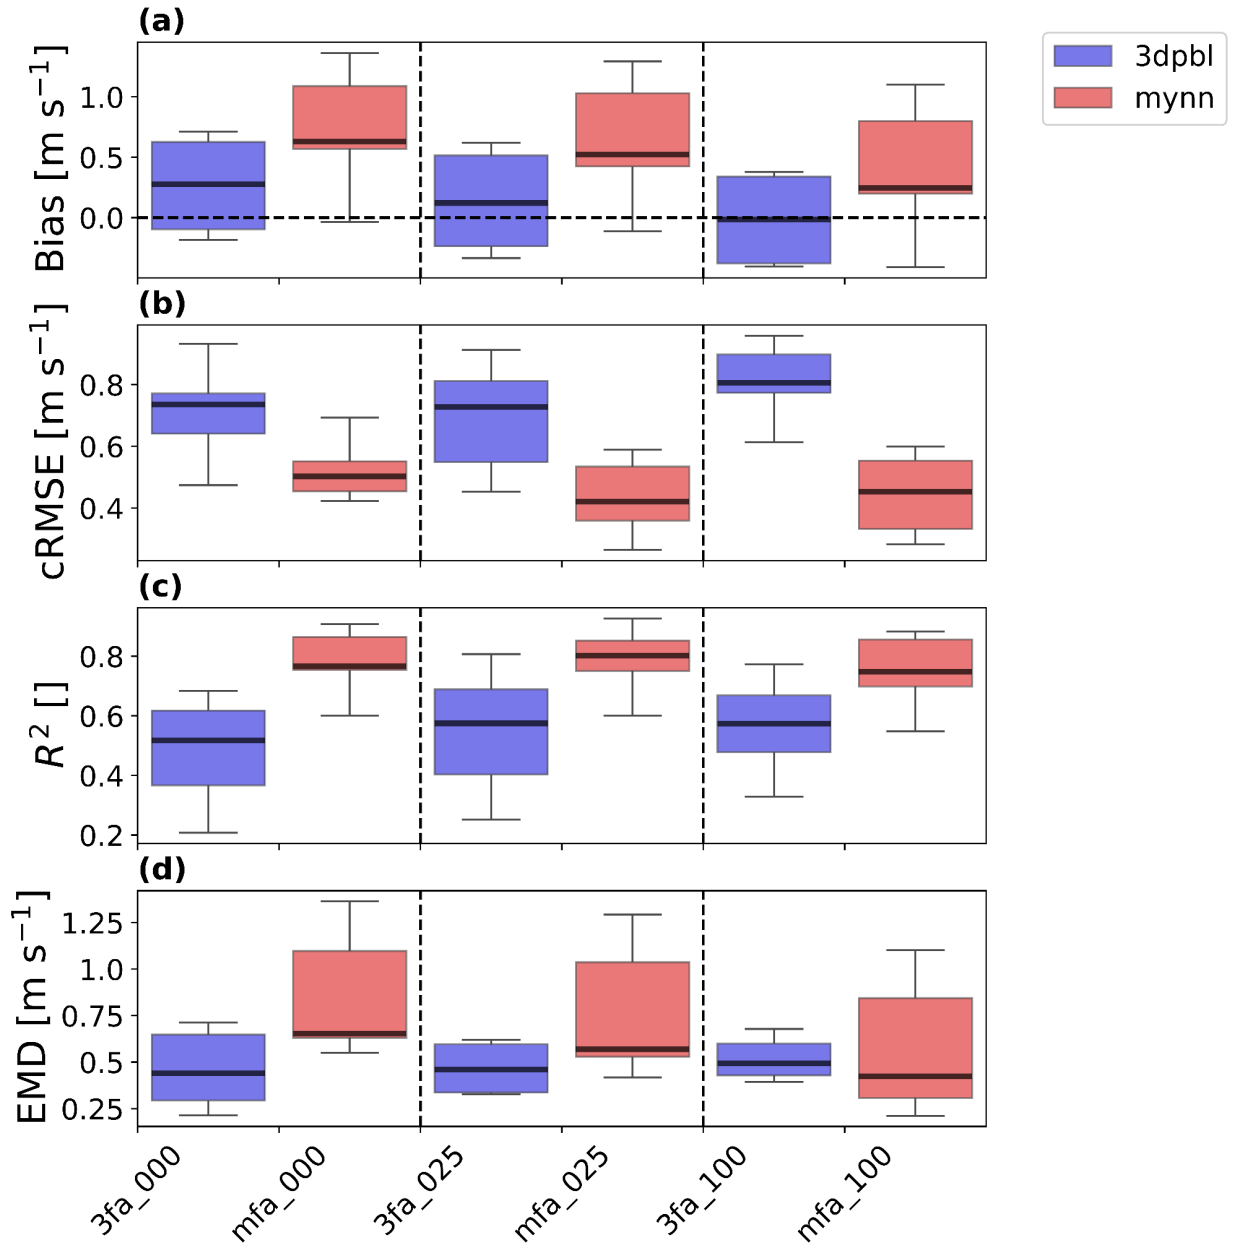 (a)
3dpbl
mynn
Bias [m s⁻¹]
1.0
0.5
0.0
(b)
cRMSE [m s⁻¹]
0.8
0.6
0.4
(c)
R² []
0.8
0.6
0.4
0.2
(d)
EMD [m s⁻¹]
1.25
1.0
0.75
0.5
0.25
3fa_000
mfa_000
3fa_025
mfa_025
3fa_100
mfa_100